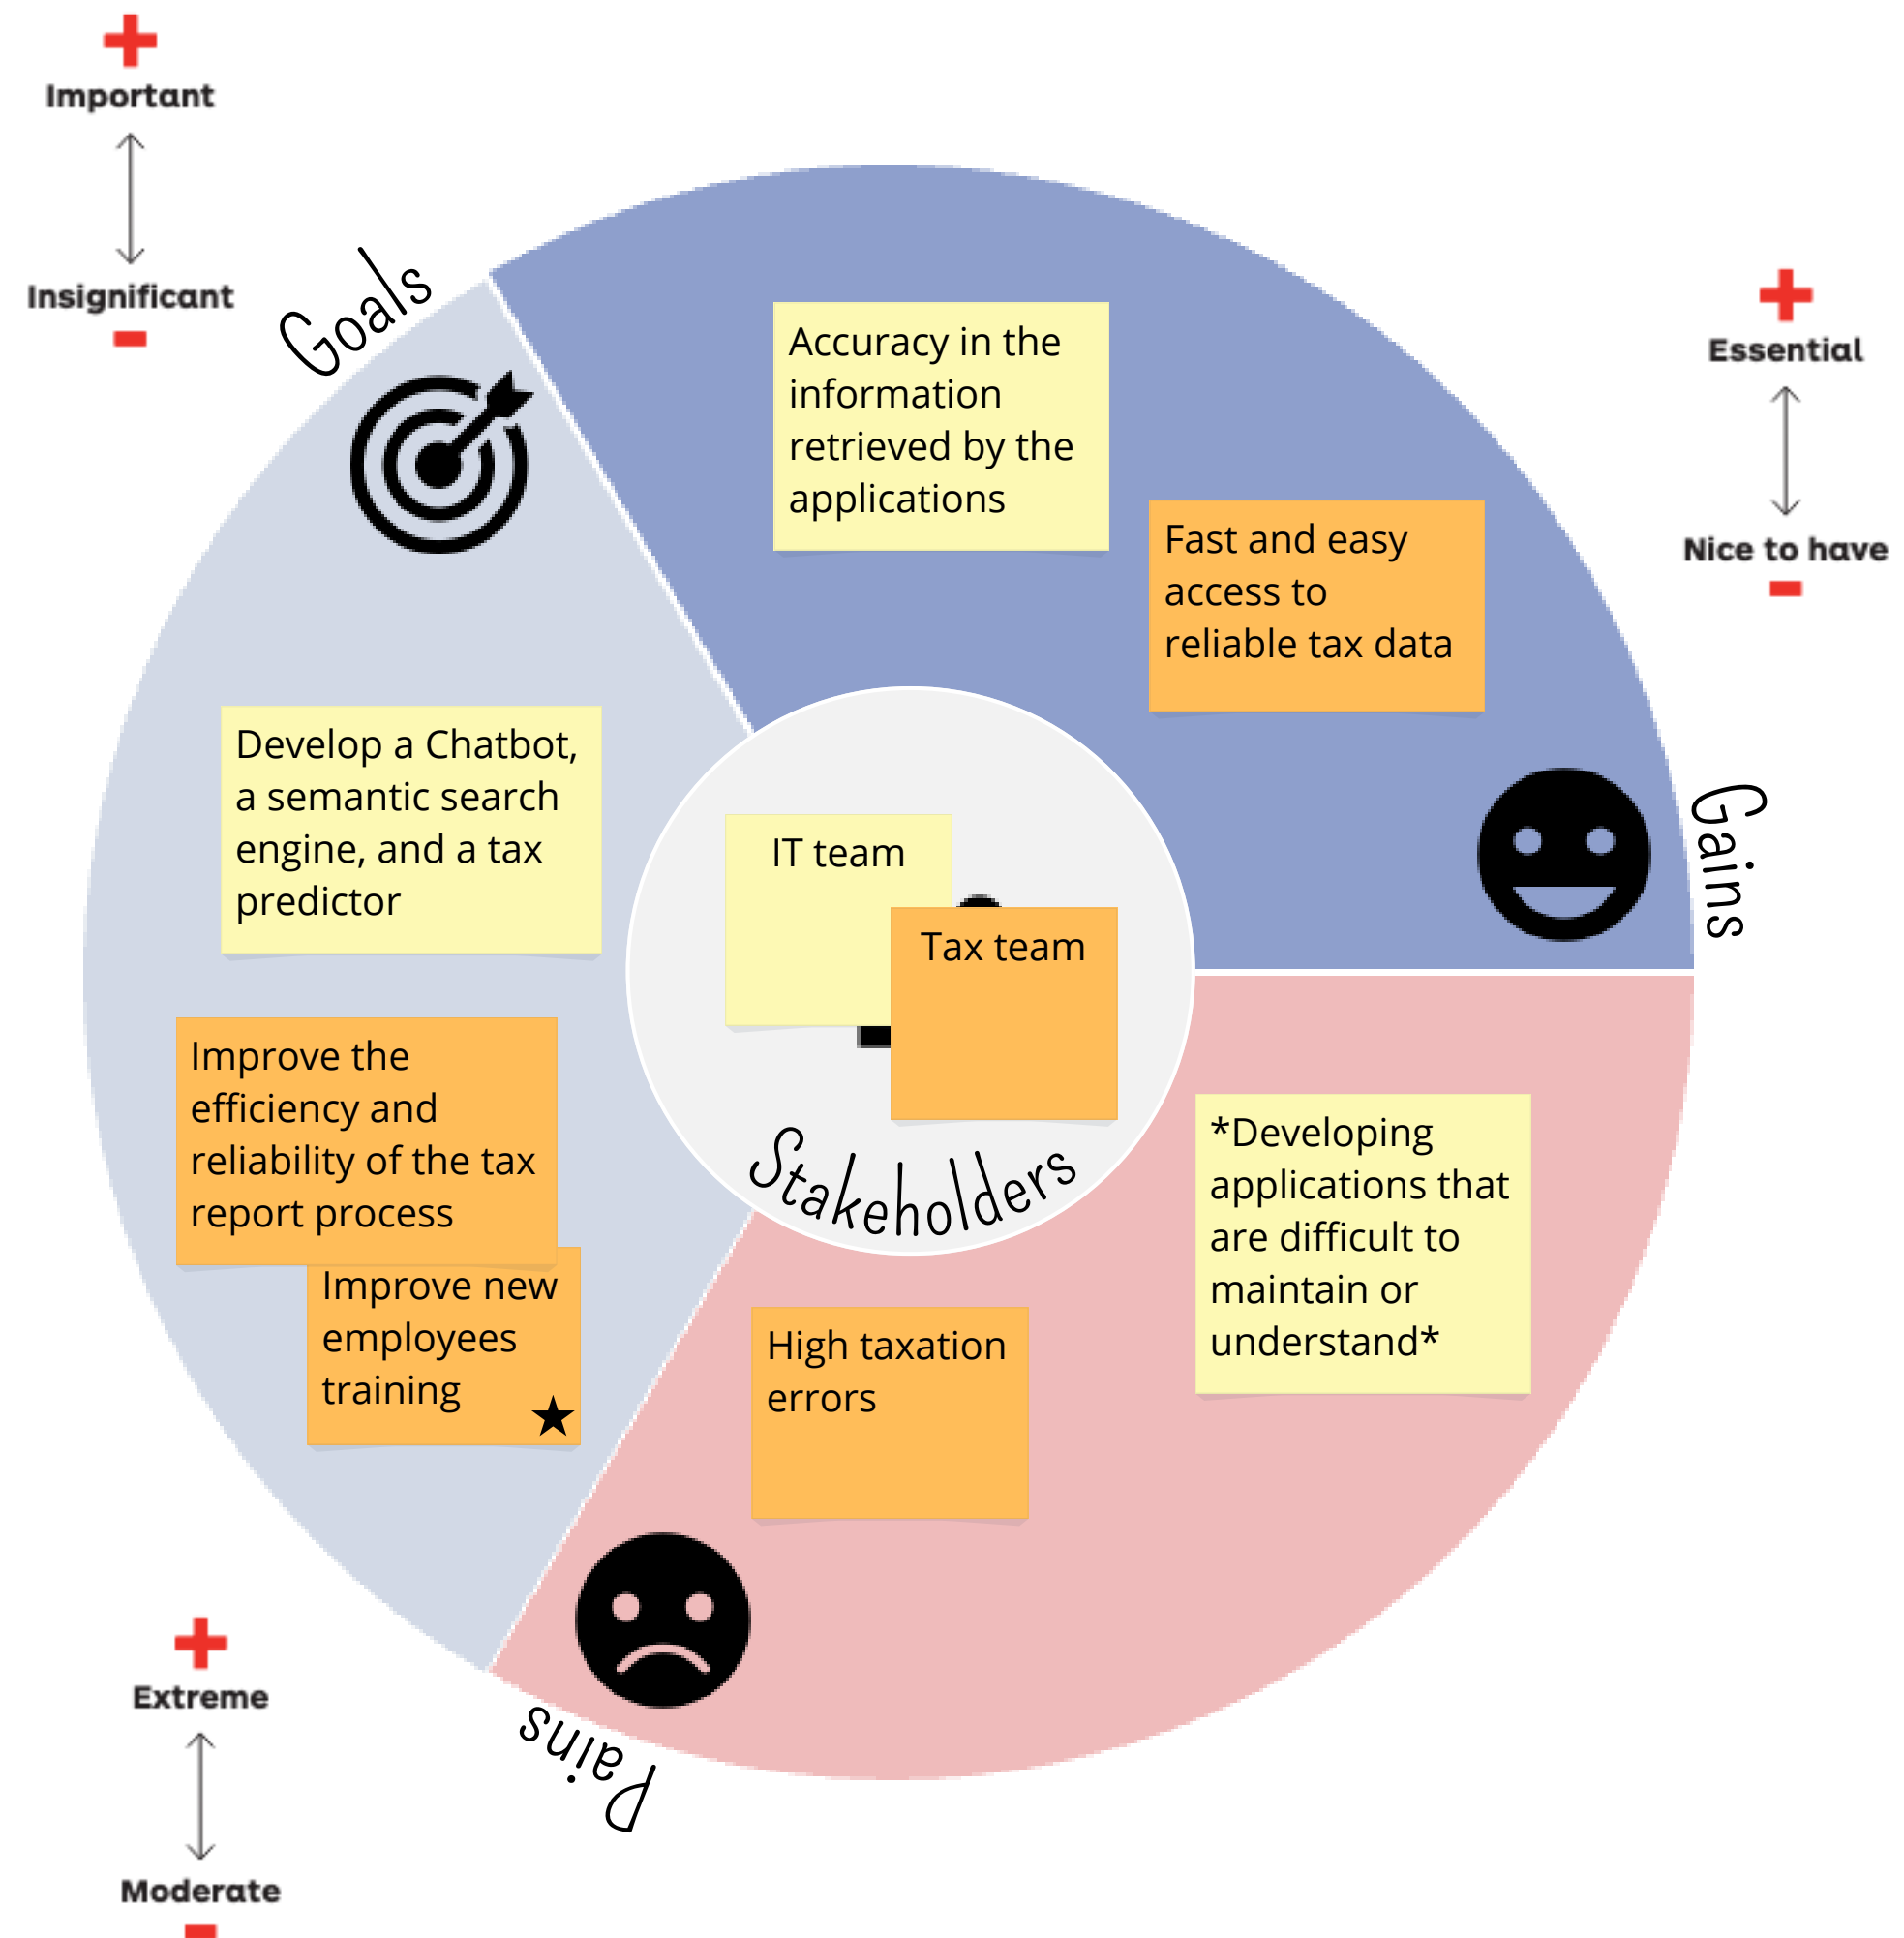 Important
Insignificant
Goals
Accuracy in the
information
retrieved by the
applications
Fast and easy
access to
reliable tax data
Essential
Nice to have
Gains
Develop a Chatbot,
a semantic search
engine, and a tax
predictor
Improve the
efficiency and
reliability of the tax
report process
Improve new
employees
training
IT team
Tax team
Stakeholders
*Developing
applications that
are difficult to
maintain or
understand*
High taxation
errors
Pains
Extreme
Moderate